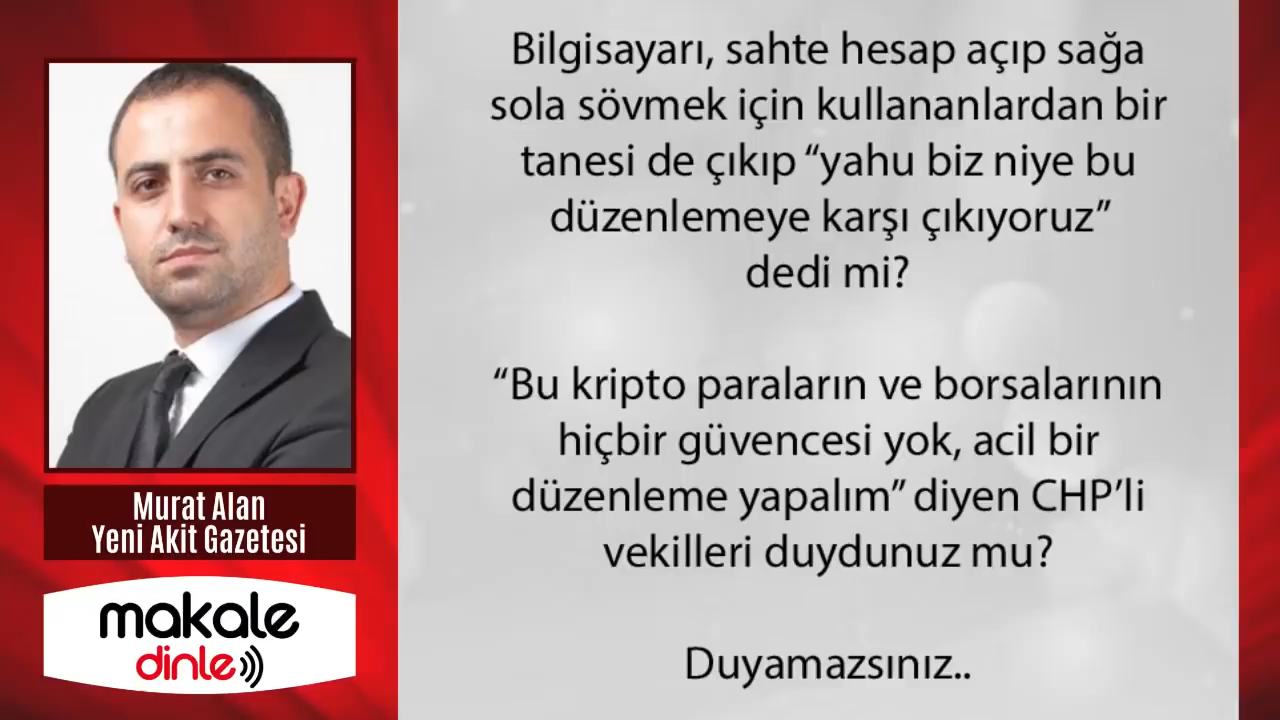 Bilgisayarı, sahte hesap açıp sağa
sola sövmek için kullananlardan bir
tanesi de çıkıp “yahu biz niye bu
düzenlemeye karşı çıkıyoruz”
dedi mi?
“Bu kripto paraların ve borsalarının
hiçbir güvencesi yok, acil bir
düzenleme yapalım” diyen CHP’li
vekilleri duydunuz mu?
Duyamazsınız..
Murat Alan
Yeni Akit Gazetesi
makale
dinle